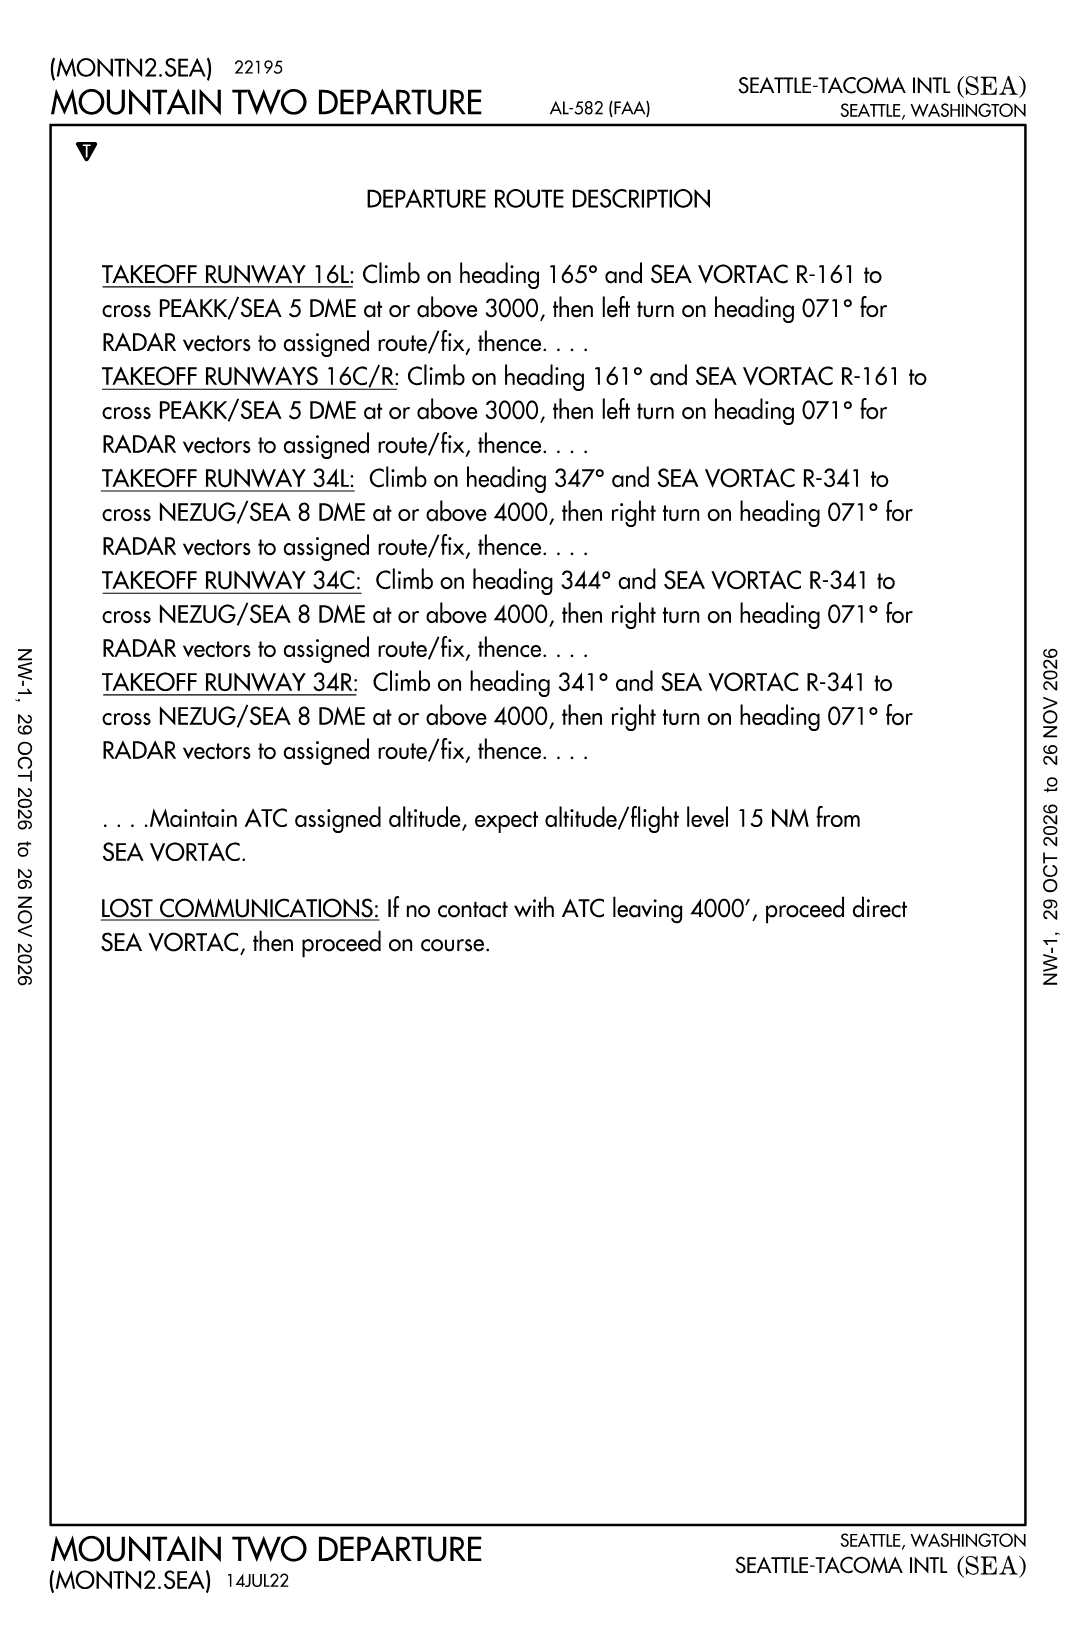 (MONTN2.SEA) 22195
MOUNTAIN TWO DEPARTURE
AL-582 (FAA)
SEATTLE-TACOMA INTL (SEA)
SEATTLE, WASHINGTON
T
DEPARTURE ROUTE DESCRIPTION
TAKEOFF RUNWAY 16L: Climb on heading 165° and SEA VORTAC R-161 to
cross PEAKK/SEA 5 DME at or above 3000, then left turn on heading 071° for
RADAR vectors to assigned route/fix, thence. . . .
TAKEOFF RUNWAYS 16C/R: Climb on heading 161° and SEA VORTAC R-161 to
cross PEAKK/SEA 5 DME at or above 3000, then left turn on heading 071° for
RADAR vectors to assigned route/fix, thence. . . .
TAKEOFF RUNWAY 34L: Climb on heading 347° and SEA VORTAC R-341 to
cross NEZUG/SEA 8 DME at or above 4000, then right turn on heading 071° for
RADAR vectors to assigned route/fix, thence. . . .
TAKEOFF RUNWAY 34C: Climb on heading 344° and SEA VORTAC R-341 to
cross NEZUG/SEA 8 DME at or above 4000, then right turn on heading 071° for
RADAR vectors to assigned route/fix, thence. . . .
TAKEOFF RUNWAY 34R: Climb on heading 341° and SEA VORTAC R-341 to
cross NEZUG/SEA 8 DME at or above 4000, then right turn on heading 071° for
RADAR vectors to assigned route/fix, thence. . . .
. . . .Maintain ATC assigned altitude, expect altitude/flight level 15 NM from
SEA VORTAC.
LOST COMMUNICATIONS: If no contact with ATC leaving 4000′, proceed direct
SEA VORTAC, then proceed on course.
NW-1, 29 OCT 2026 to 26 NOV 2026
NW-1, 29 OCT 2026 to 26 NOV 2026
MOUNTAIN TWO DEPARTURE
(MONTN2.SEA) 14JUL22
SEATTLE, WASHINGTON
SEATTLE-TACOMA INTL (SEA)